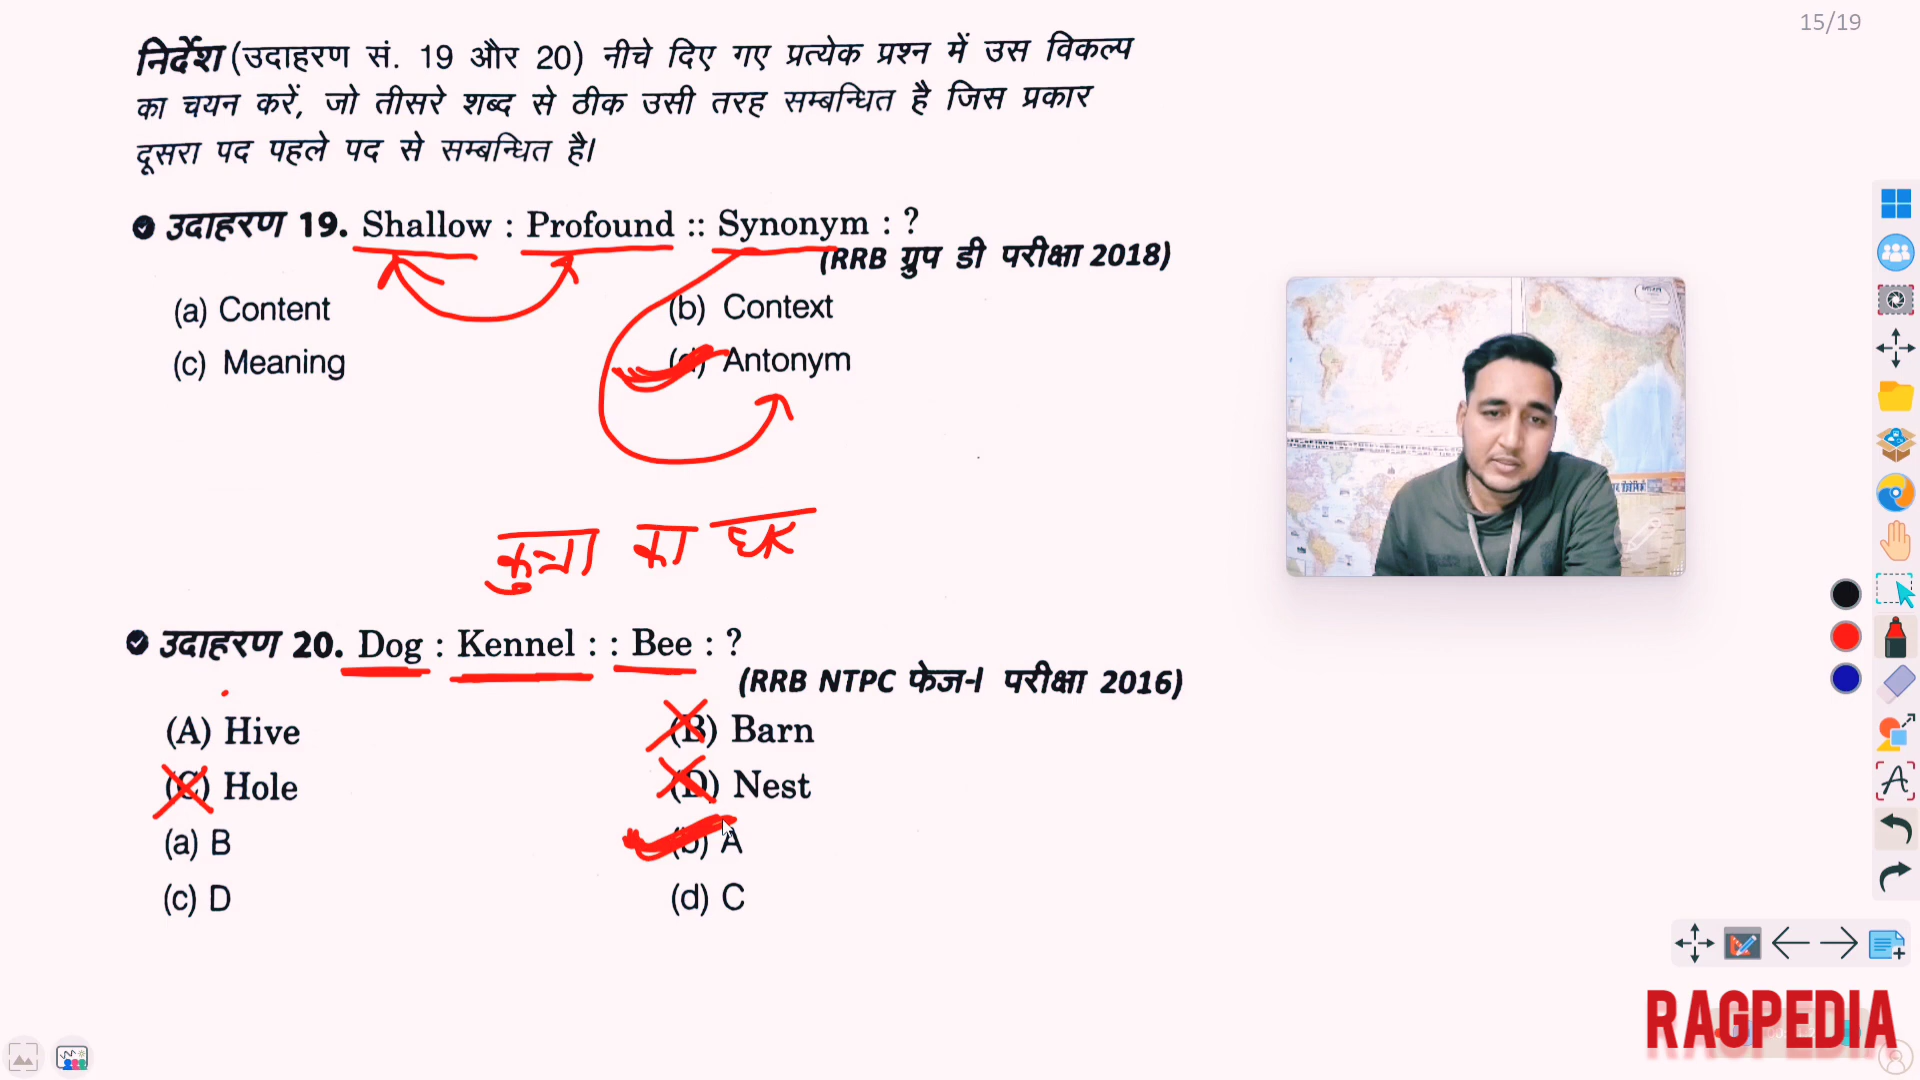 15/19
निर्देश (उदाहरण सं. 19 और 20) नीचे दिए गए प्रत्येक प्रश्न में उस विकल्प
का चयन करें, जो तीसरे शब्द से ठीक उसी तरह सम्बन्धित है जिस प्रकार
दूसरा पद पहले पद से सम्बन्धित है।
उदाहरण 19. Shallow : Profound :: Synonym : ?
(RRB ग्रुप डी परीक्षा 2018)
(a) Content (b) Context
(c) Meaning (d) Antonym
कुत्ता का घर
उदाहरण 20. Dog : Kennel : : Bee : ?
(RRB NTPC फेज-I परीक्षा 2016)
(A) Hive (B) Barn
(C) Hole (D) Nest
(a) B (b) A
(c) D (d) C
RAGPEDIA